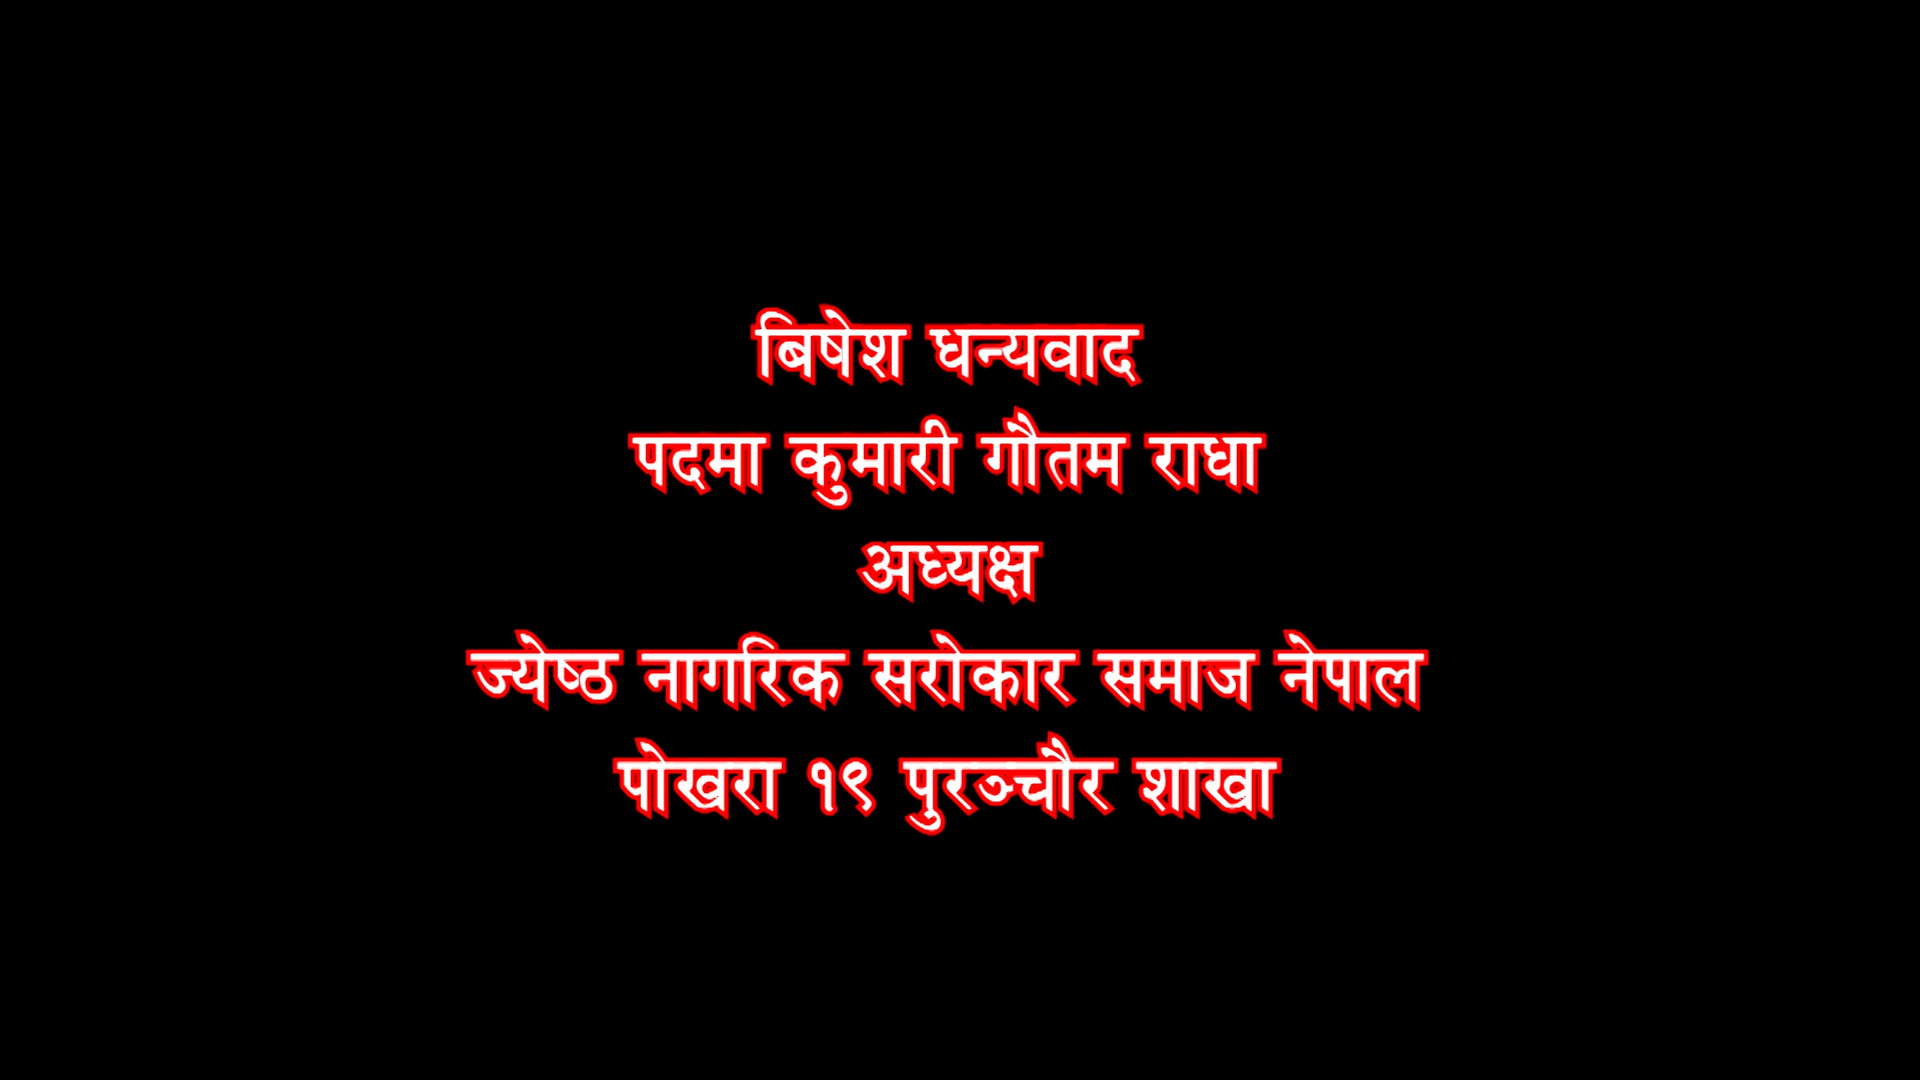 बिषेश धन्यवाद
पदमा कुमारी गौतम राधा
अध्यक्ष
ज्येष्ठ नागरिक सरोकार समाज नेपाल
पोखरा १९ पुरञ्चौर शाखा